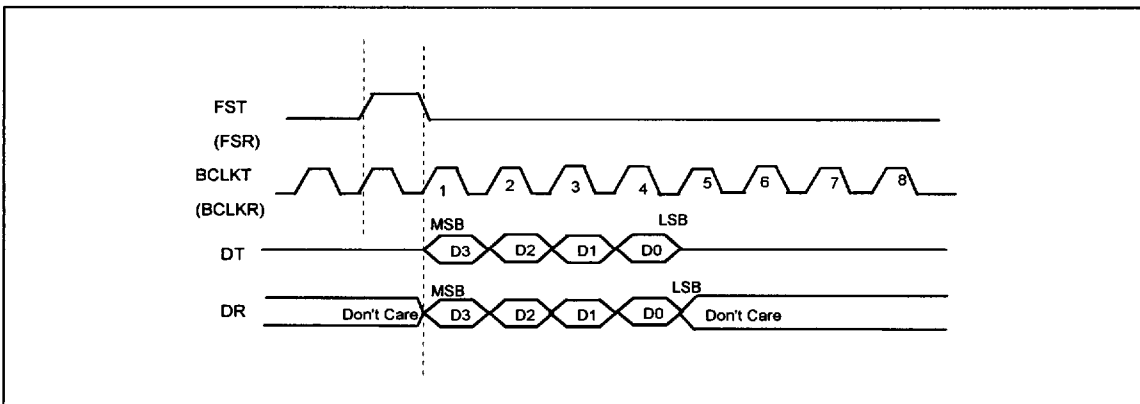 FST
(FSR)
BCLKT
(BCLKR)
1 2 3 4 5 6 7 8
MSB LSB
DT
D3 D2 D1 D0
MSB LSB
DR
Don't Care D3 D2 D1 D0 Don't Care